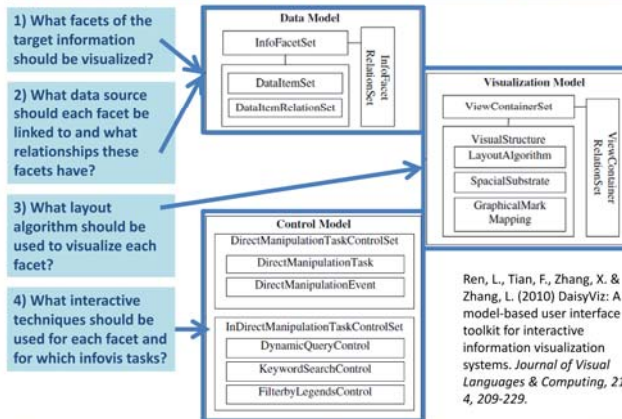 1) What facets of the
target information
should be visualized?
2) What data source
should each facet be
linked to and what
relationships these
facets have?
3) What layout
algorithm should be
used to visualize each
facet?
4) What interactive
techniques should be
used for each facet and
for which infovis tasks?
Data Model
InfoFacetSet
DataItemSet
DataItemRelationSet
InfoFacet
RelationSet
Visualization Model
ViewContainerSet
VisualStructure
LayoutAlgorithm
SpacialSubstrate
GraphicalMark
Mapping
ViewContainer
RelationSet
Control Model
DirectManipulationTaskControlSet
DirectManipulationTask
DirectManipulationEvent
InDirectManipulationTaskControlSet
DynamicQueryControl
KeywordSearchControl
FilterbyLegendsControl
Ren, L., Tian, F., Zhang, X. &
Zhang, L. (2010) DaisyViz: A
model-based user interface
toolkit for interactive
information visualization
systems. Journal of Visual
Languages & Computing, 21
4, 209-229.